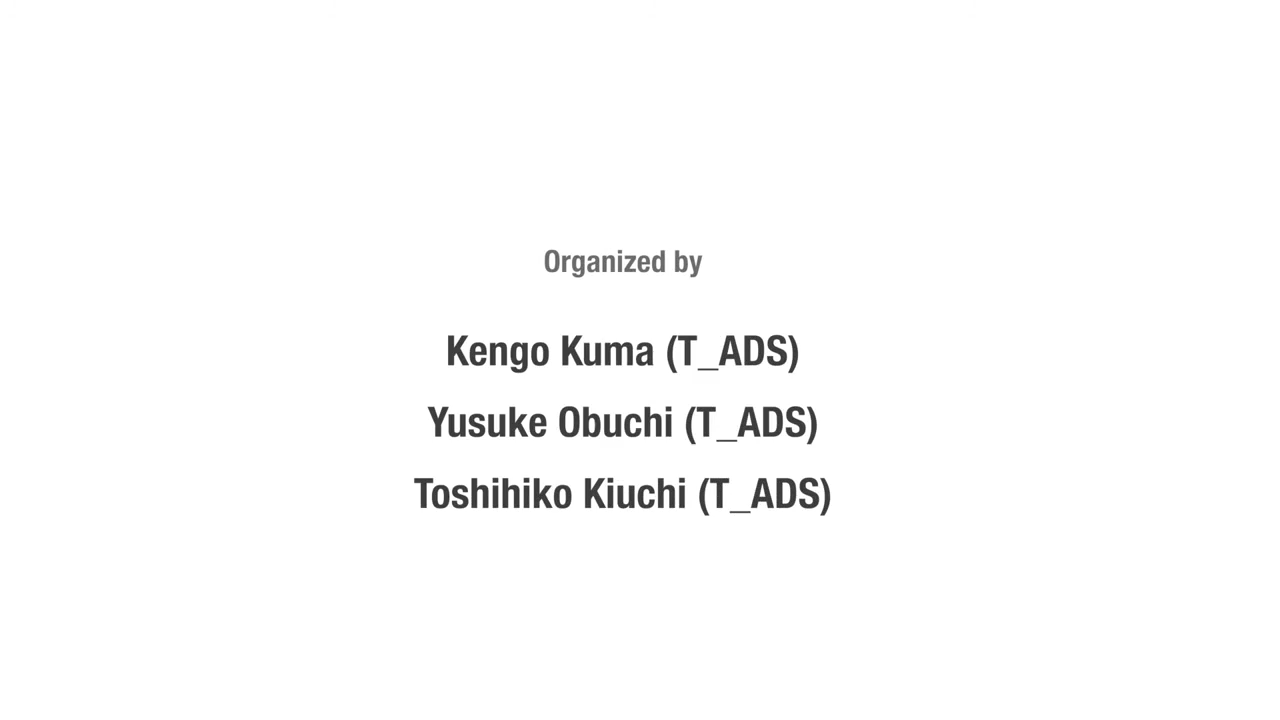 Organized by
Kengo Kuma (T_ADS)
Yusuke Obuchi (T_ADS)
Toshihiko Kiuchi (T_ADS)